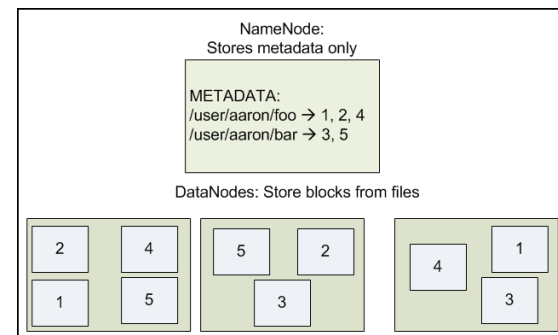 NameNode:
Stores metadata only
METADATA:
/user/aaron/foo → 1, 2, 4
/user/aaron/bar → 3, 5
DataNodes: Store blocks from files
2 4
1 5
5 2
3
4 1
3